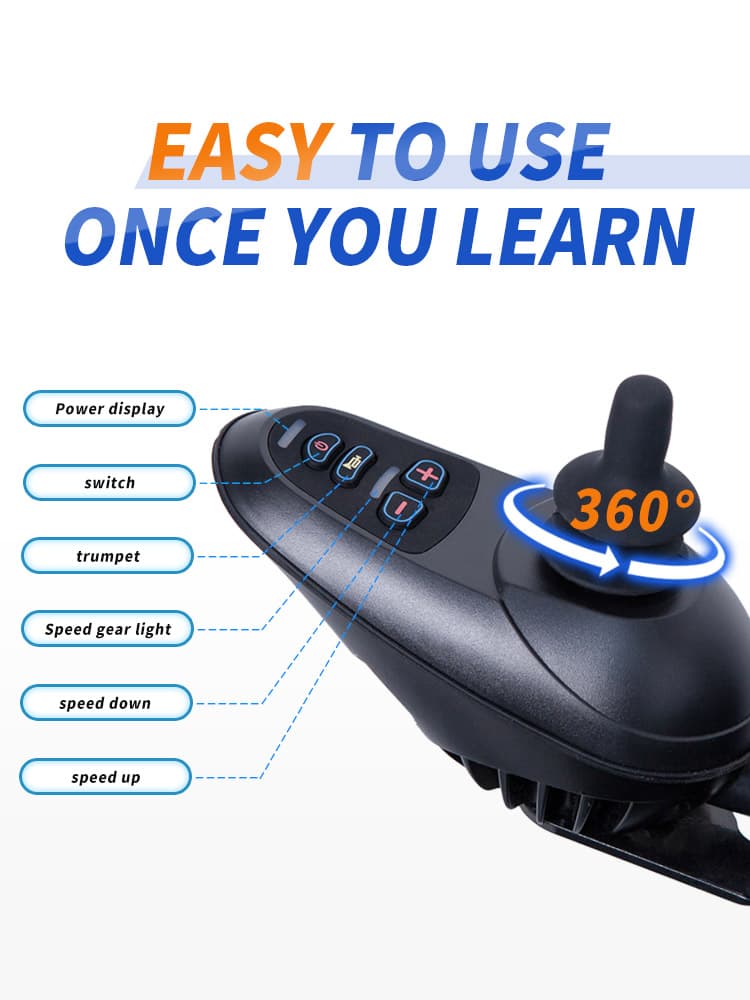 EASY TO USE
ONCE YOU LEARN
Power display
switch
trumpet
Speed gear light
speed down
speed up
360°